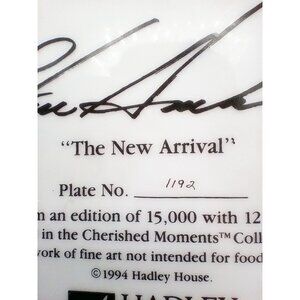 "The New Arrival"
Plate No. 1192
m an edition of 15,000 with 12
in the Cherished Moments™ Coll
work of fine art not intended for food
©1994 Hadley House.
HADLEY